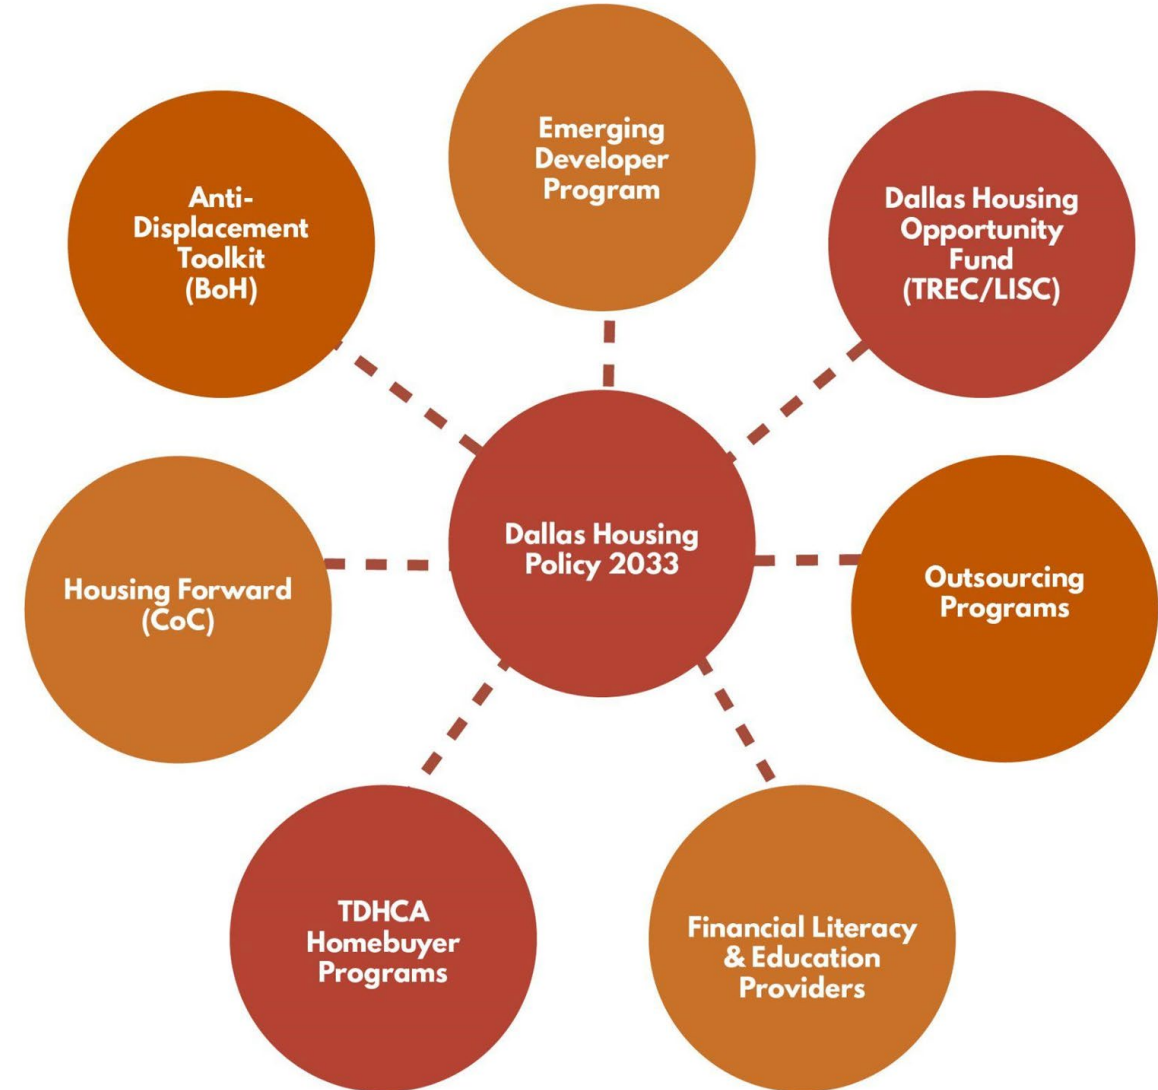 Emerging
Developer
Program
Anti-
Displacement
Toolkit
(BoH)
Dallas Housing
Opportunity
Fund
(TREC/LISC)
Dallas Housing
Policy 2033
Housing Forward
(CoC)
Outsourcing
Programs
TDHCA
Homebuyer
Programs
Financial Literacy
& Education
Providers